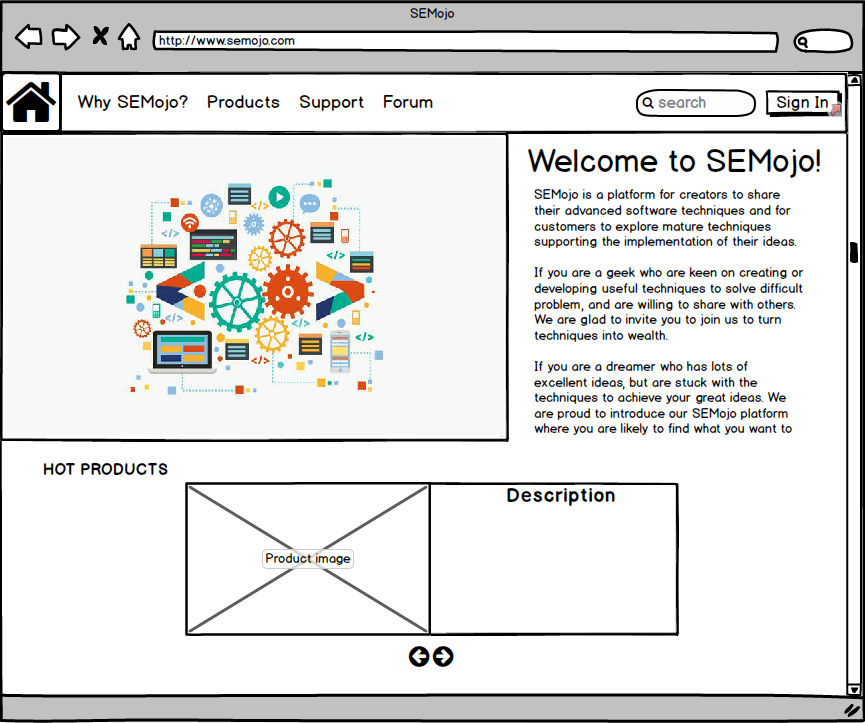 SEMojo
http://www.semojo.com
Why SEMojo? Products Support Forum search Sign In
Welcome to SEMojo!
SEMojo is a platform for creators to share
their advanced software techniques and for
customers to explore mature techniques
supporting the implementation of their ideas.
If you are a geek who are keen on creating or
developing useful techniques to solve difficult
problem, and are willing to share with others.
We are glad to invite you to join us to turn
techniques into wealth.
If you are a dreamer who has lots of
excellent ideas, but are stuck with the
techniques to achieve your great ideas. We
are proud to introduce our SEMojo platform
where you are likely to find what you want to
HOT PRODUCTS
Product image
Description